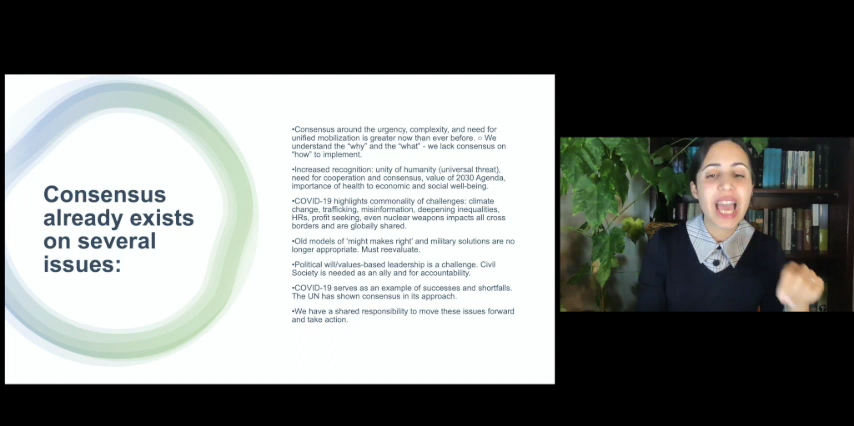 Consensus
already exists
on several
issues:
•Consensus around the urgency, complexity, and need for
unified mobilization is greater now than ever before. ○ We
understand the "why" and the "what" - we lack consensus on
"how" to implement.
•Increased recognition: unity of humanity (universal threat),
need for cooperation and consensus, value of 2030 Agenda,
importance of health to economic and social well-being.
•COVID-19 highlights commonality of challenges: climate
change, trafficking, misinformation, deepening inequalities,
HRs, profit seeking, even nuclear weapons impacts all cross
borders and are globally shared.
•Old models of 'might makes right' and military solutions are no
longer appropriate. Must reevaluate.
•Political will/values-based leadership is a challenge. Civil
Society is needed as an ally and for accountability.
•COVID-19 serves as an example of successes and shortfalls.
The UN has shown consensus in its approach.
•We have a shared responsibility to move these issues forward
and take action.